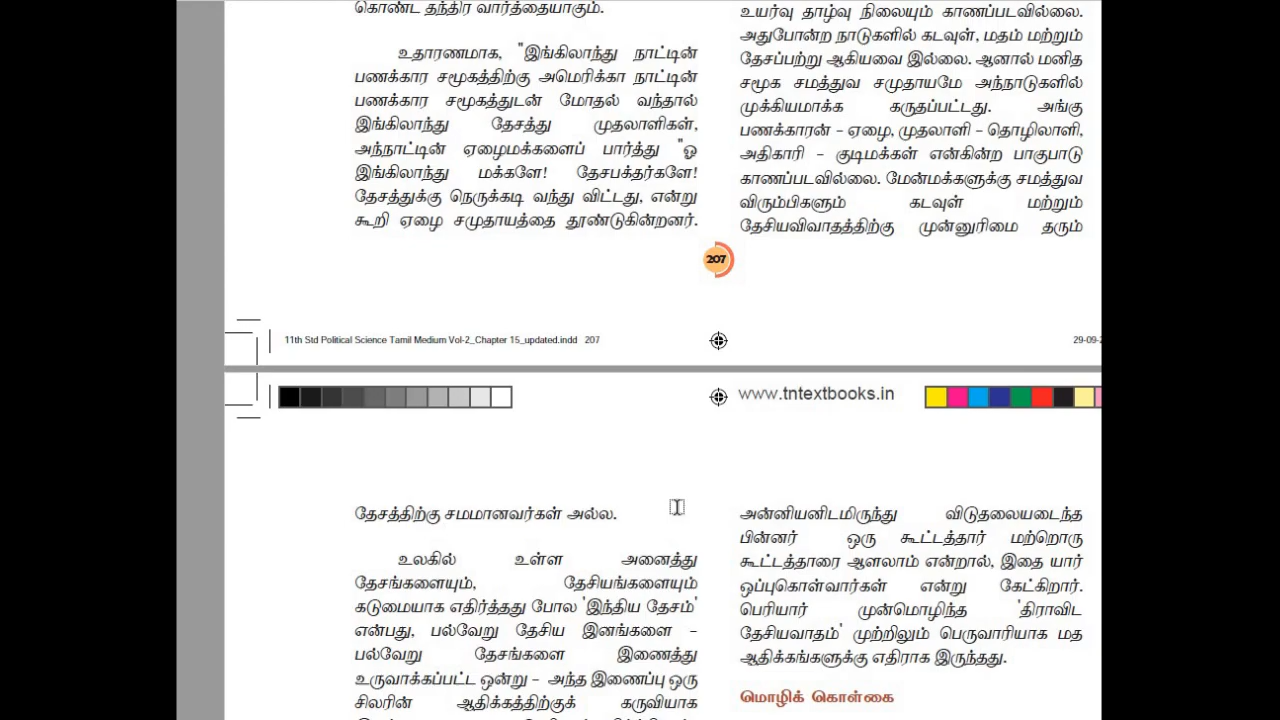 கொண்ட தந்திர வார்த்தையாகும்.
உதாரணமாக, "இங்கிலாந்து நாட்டின்
பணக்கார சமூகத்திற்கு அமெரிக்கா நாட்டின்
பணக்கார சமூகத்துடன் மோதல் வந்தால்
இங்கிலாந்து தேசத்து முதலாளிகள்,
அந்நாட்டின் ஏழைமக்களைப் பார்த்து "ஓ
இங்கிலாந்து மக்களே! தேசபக்தர்களே!
தேசத்துக்கு நெருக்கடி வந்து விட்டது, என்று
கூறி ஏழை சமுதாயத்தை தூண்டுகின்றனர்.
உயர்வு தாழ்வு நிலையும் காணப்படவில்லை.
அதுபோன்ற நாடுகளில் கடவுள், மதம் மற்றும்
தேசப்பற்று ஆகியவை இல்லை. ஆனால் மனித
சமூக சமத்துவ சமுதாயமே அந்நாடுகளில்
முக்கியமாக்க கருதப்பட்டது. அங்கு
பணக்காரன் – ஏழை, முதலாளி – தொழிலாளி,
அதிகாரி – குடிமக்கள் என்கின்ற பாகுபாடு
காணப்படவில்லை. மேன்மக்களுக்கு சமத்துவ
விரும்பிகளும் கடவுள் மற்றும்
தேசியவிவாதத்திற்கு முன்னுரிமை தரும்
207
11th Std Political Science Tamil Medium Vol-2_Chapter 15_updated.indd 207
29-09-2
www.tntextbooks.in
தேசத்திற்கு சமமானவர்கள் அல்ல.
உலகில் உள்ள அனைத்து
தேசங்களையும், தேசியங்களையும்
கடுமையாக எதிர்த்தது போல 'இந்திய தேசம்'
என்பது, பல்வேறு தேசிய இனங்களை –
பல்வேறு தேசங்களை இணைத்து
உருவாக்கப்பட்ட ஒன்று – அந்த இணைப்பு ஒரு
சிலரின் ஆதிக்கத்திற்குக் கருவியாக
அன்னியனிடமிருந்து விடுதலையடைந்த
பின்னர் ஒரு கூட்டத்தார் மற்றொரு
கூட்டத்தாரை ஆளலாம் என்றால், இதை யார்
ஒப்புகொள்வார்கள் என்று கேட்கிறார்.
பெரியார் முன்மொழிந்த 'திராவிட
தேசியவாதம்' முற்றிலும் பெருவாரியாக மத
ஆதிக்கங்களுக்கு எதிராக இருந்தது.
மொழிக் கொள்கை